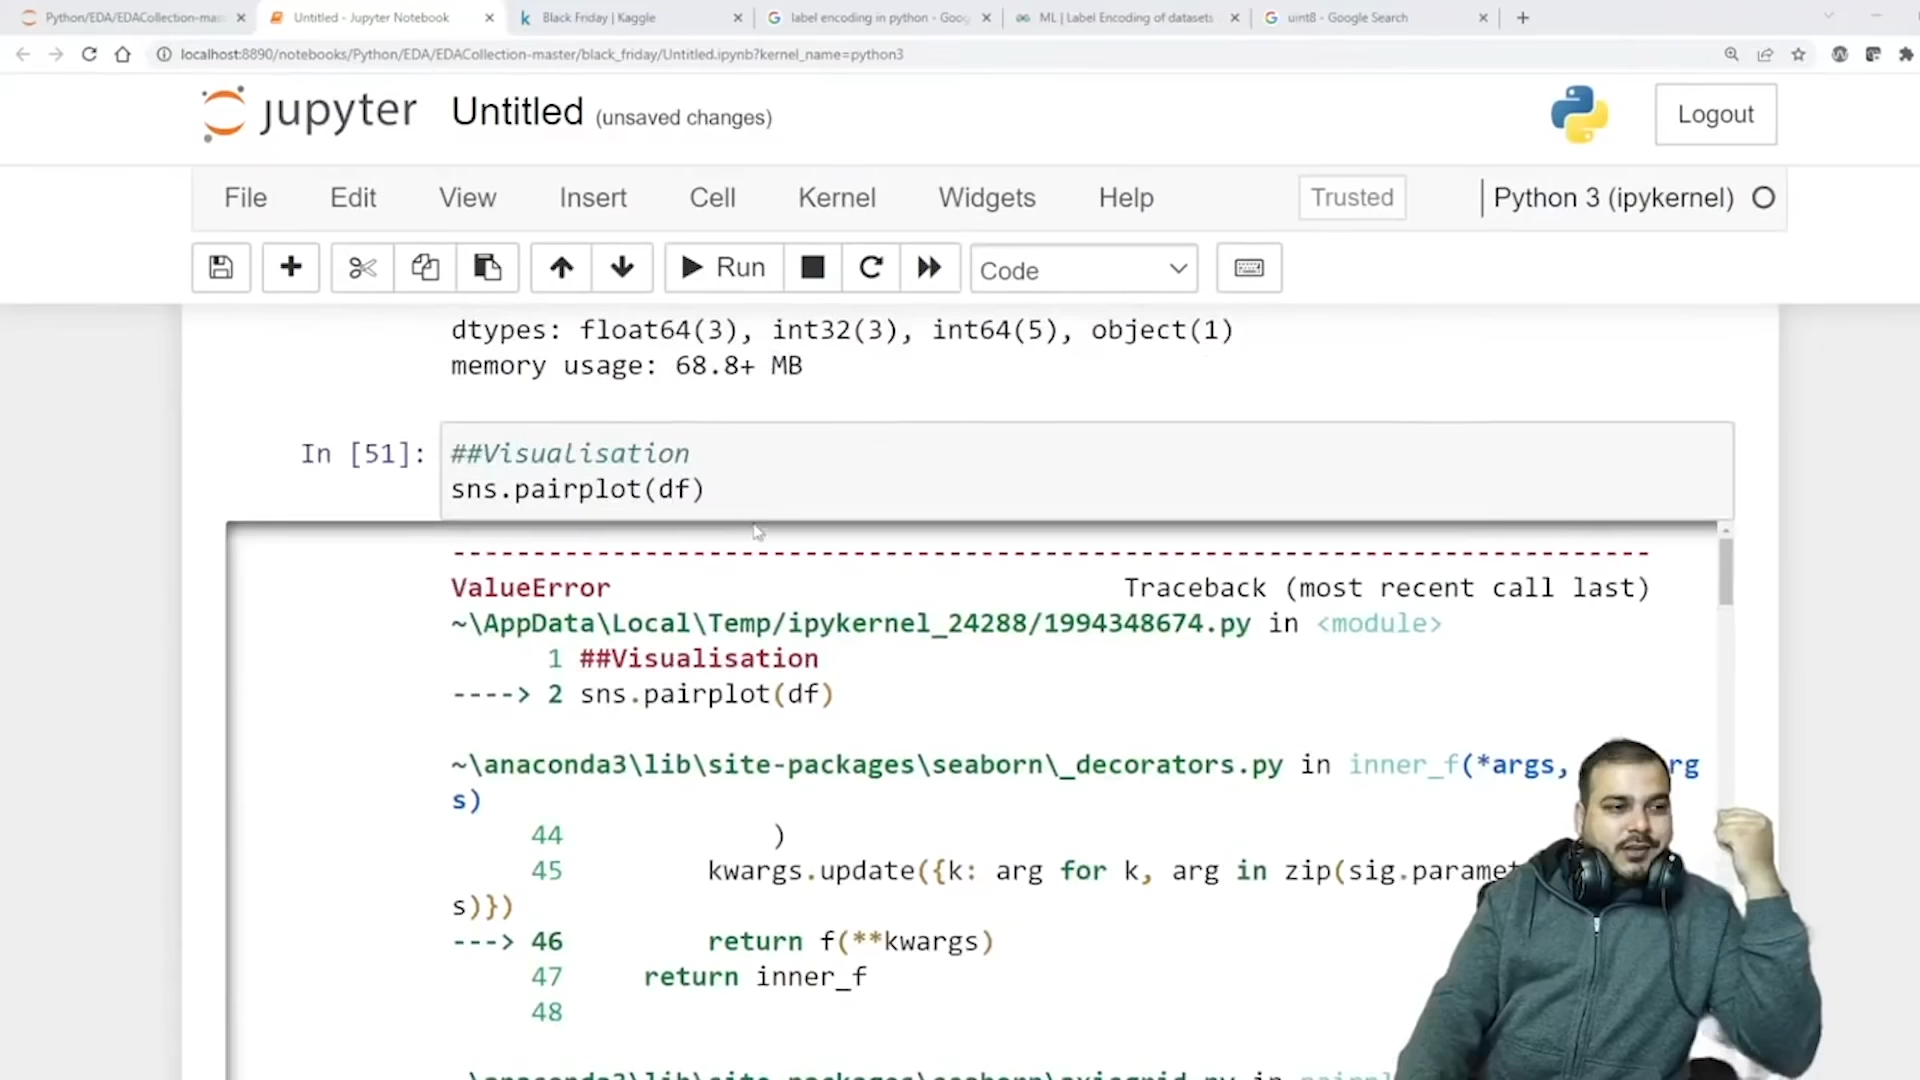 Python/EDA/EDACollection-mas
Untitled - Jupyter Notebook
Black Friday | Kaggle
label encoding in python - Goog
ML | Label Encoding of datasets
uint8 - Google Search
localhost:8890/notebooks/Python/EDA/EDACollection-master/black_friday/Untitled.ipynb?kernel_name=python3
jupyter Untitled (unsaved changes)
Logout
File Edit View Insert Cell Kernel Widgets Help Trusted Python 3 (ipykernel)
Run Code
dtypes: float64(3), int32(3), int64(5), object(1)
memory usage: 68.8+ MB
In [51]: ##Visualisation
sns.pairplot(df)
---------------------------------------------------------------------------
ValueError Traceback (most recent call last)
~\AppData\Local\Temp/ipykernel_24288/1994348674.py in <module>
1 ##Visualisation
----> 2 sns.pairplot(df)
~\anaconda3\lib\site-packages\seaborn\_decorators.py in inner_f(*args, rg
s)
44 )
45 kwargs.update({k: arg for k, arg in zip(sig.paramet
s)})
---> 46 return f(**kwargs)
47 return inner_f
48